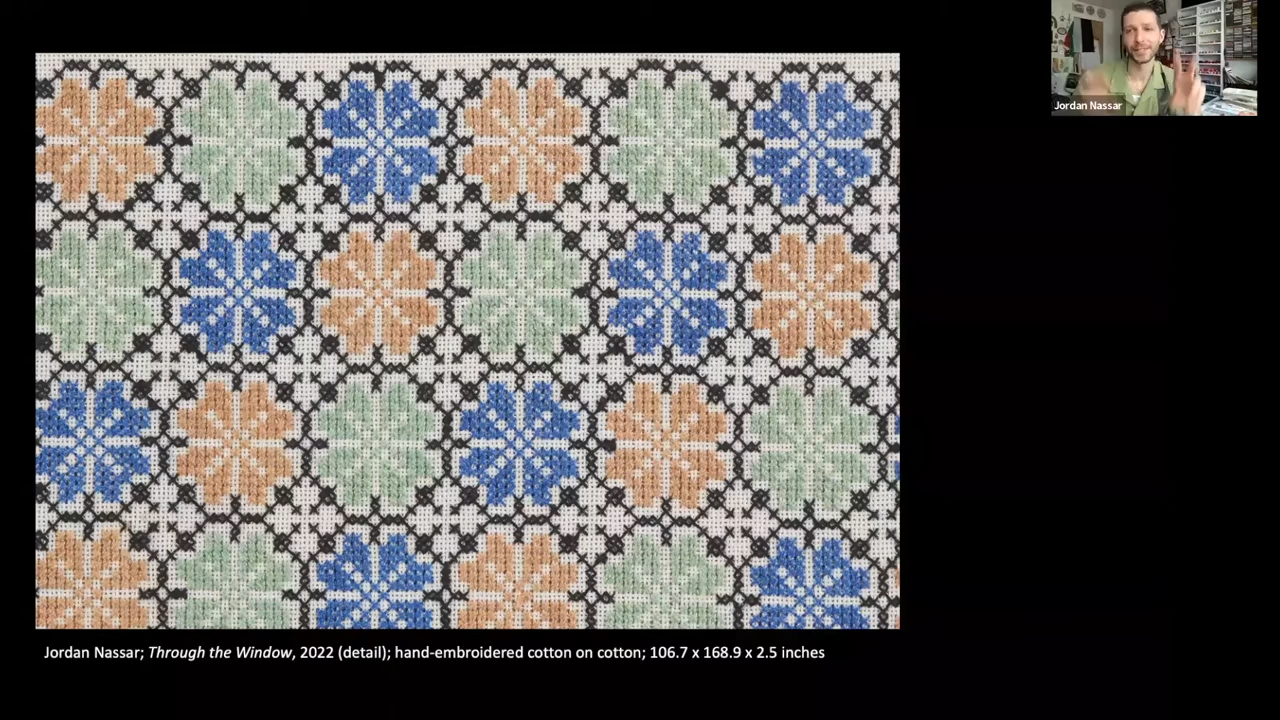 Jordan Nassar
Jordan Nassar; Through the Window, 2022 (detail); hand-embroidered cotton on cotton; 106.7 x 168.9 x 2.5 inches